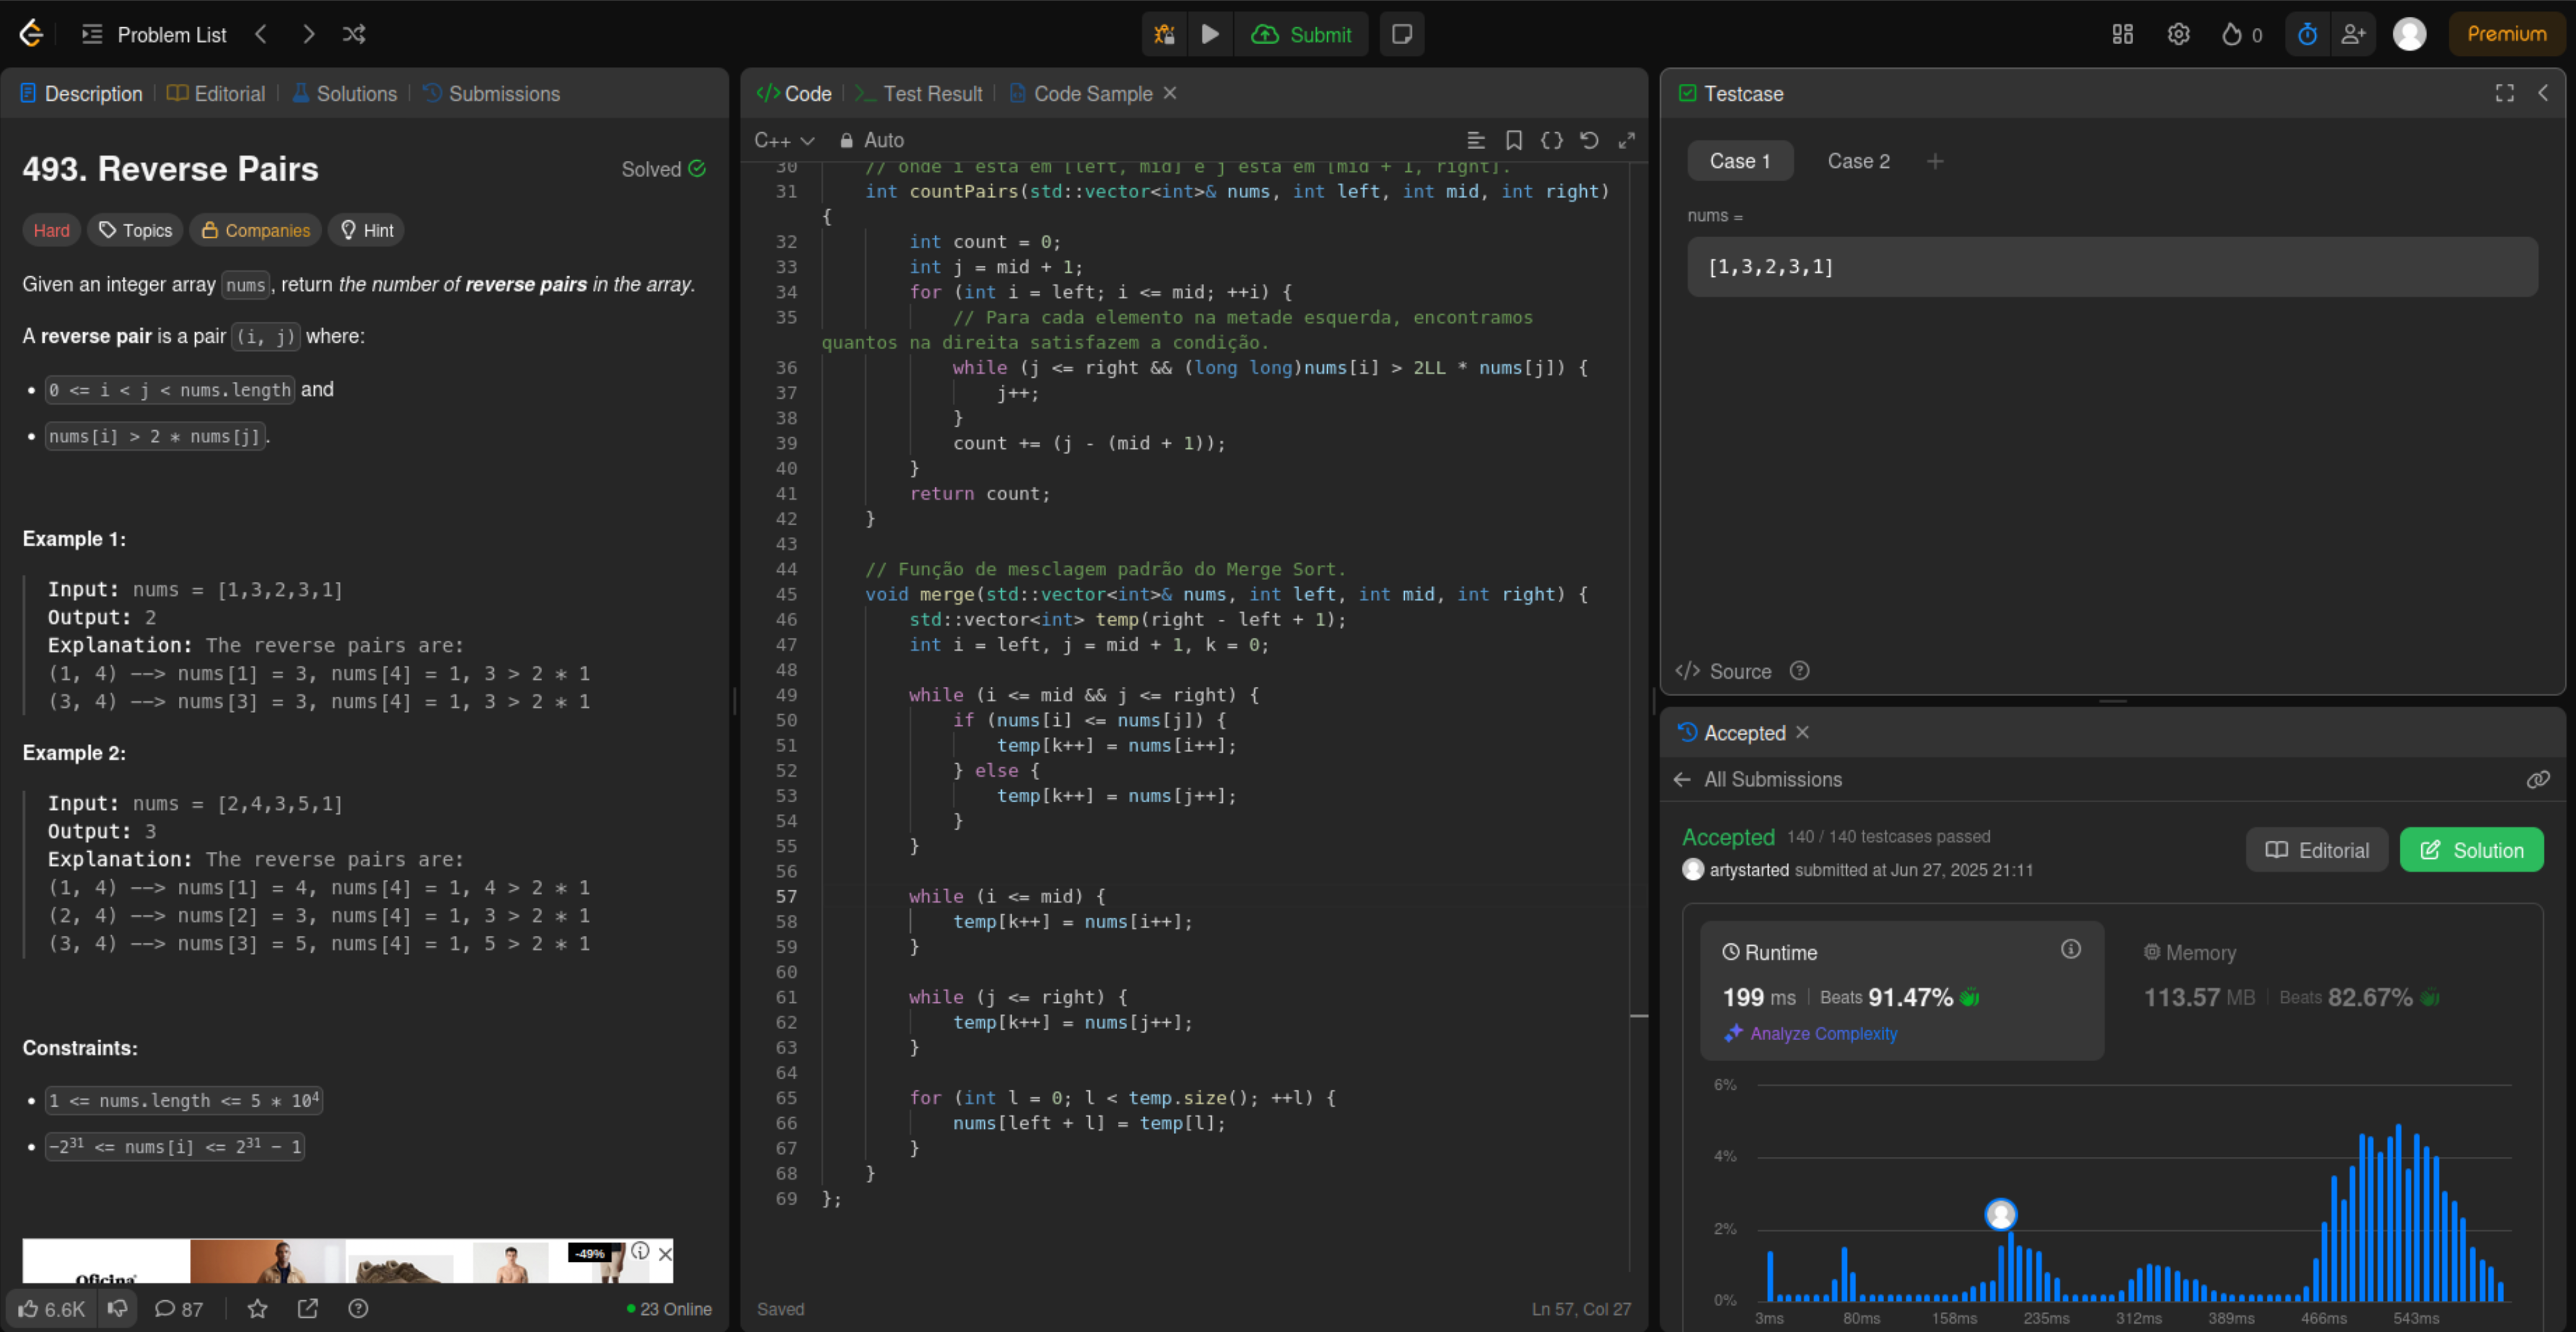 Problem List
Submit
0
Premium
Description
Editorial
Solutions
Submissions
493. Reverse Pairs
Solved
Hard
Topics
Companies
Hint
Given an integer array nums, return the number of reverse pairs in the array.
A reverse pair is a pair (i, j) where:
• 0 <= i < j < nums.length and
• nums[i] > 2 * nums[j].
Example 1:
Input: nums = [1,3,2,3,1]
Output: 2
Explanation: The reverse pairs are:
(1, 4) --> nums[1] = 3, nums[4] = 1, 3 > 2 * 1
(3, 4) --> nums[3] = 3, nums[4] = 1, 3 > 2 * 1
Example 2:
Input: nums = [2,4,3,5,1]
Output: 3
Explanation: The reverse pairs are:
(1, 4) --> nums[1] = 4, nums[4] = 1, 4 > 2 * 1
(2, 4) --> nums[2] = 3, nums[4] = 1, 3 > 2 * 1
(3, 4) --> nums[3] = 5, nums[4] = 1, 5 > 2 * 1
Constraints:
• 1 <= nums.length <= 5 * 10⁴
• -2³¹ <= nums[i] <= 2³¹ - 1
Oficina
-49%
6.6K
87
23 Online
Code
Test Result
Code Sample
C++
Auto
30 // onde i está em [left, mid] e j está em [mid + 1, right].
31 int countPairs(std::vector<int>& nums, int left, int mid, int right)
{
32 int count = 0;
33 int j = mid + 1;
34 for (int i = left; i <= mid; ++i) {
35 // Para cada elemento na metade esquerda, encontramos
quantos na direita satisfazem a condição.
36 while (j <= right && (long long)nums[i] > 2LL * nums[j]) {
37 j++;
38 }
39 count += (j - (mid + 1));
40 }
41 return count;
42 }
43
44 // Função de mesclagem padrão do Merge Sort.
45 void merge(std::vector<int>& nums, int left, int mid, int right) {
46 std::vector<int> temp(right - left + 1);
47 int i = left, j = mid + 1, k = 0;
48
49 while (i <= mid && j <= right) {
50 if (nums[i] <= nums[j]) {
51 temp[k++] = nums[i++];
52 } else {
53 temp[k++] = nums[j++];
54 }
55 }
56
57 while (i <= mid) {
58 temp[k++] = nums[i++];
59 }
60
61 while (j <= right) {
62 temp[k++] = nums[j++];
63 }
64
65 for (int l = 0; l < temp.size(); ++l) {
66 nums[left + l] = temp[l];
67 }
68 }
69 };
Saved
Ln 57, Col 27
Testcase
Case 1
Case 2
nums =
[1,3,2,3,1]
Source
Accepted
All Submissions
Accepted 140 / 140 testcases passed
artystarted submitted at Jun 27, 2025 21:11
Editorial
Solution
Runtime
199 ms | Beats 91.47%
Analyze Complexity
Memory
113.57 MB | Beats 82.67%
6%
4%
2%
0%
3ms
80ms
158ms
235ms
312ms
389ms
466ms
543ms